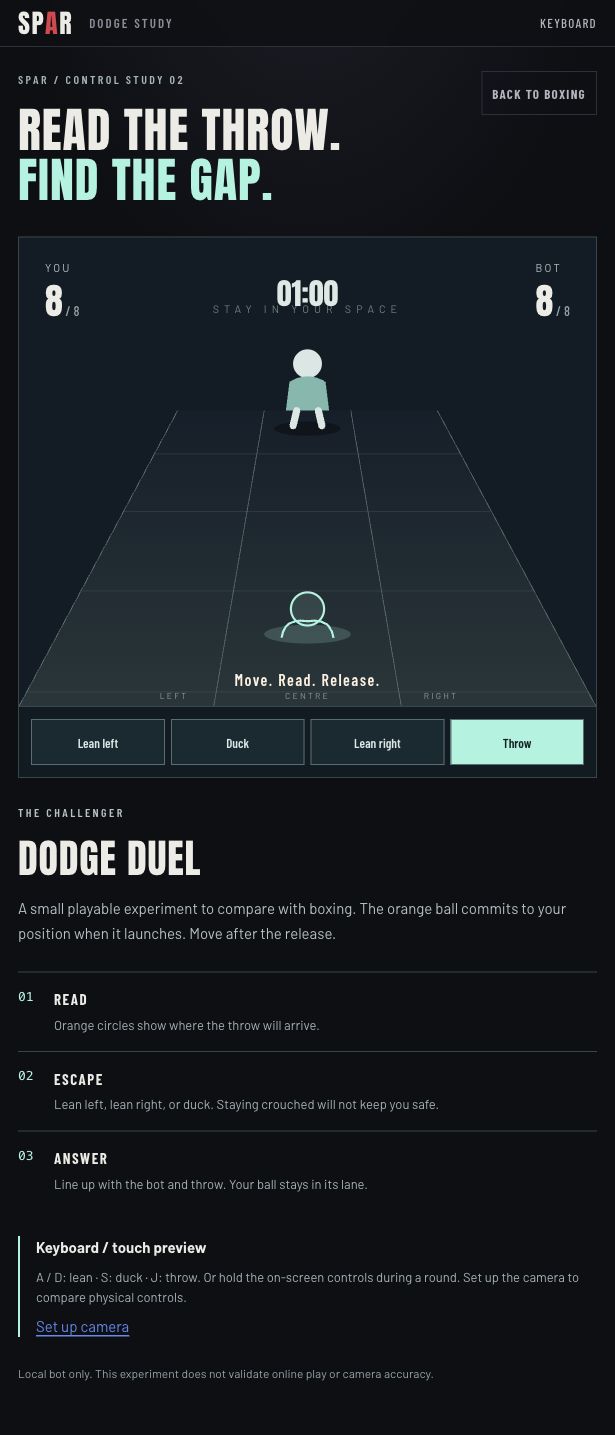 SPAR DODGE STUDY KEYBOARD
SPAR / CONTROL STUDY 02
BACK TO BOXING
READ THE THROW.
FIND THE GAP.
YOU
8 / 8
01:00
STAY IN YOUR SPACE
BOT
8 / 8
Move. Read. Release.
LEFT CENTRE RIGHT
Lean left Duck Lean right Throw
THE CHALLENGER
DODGE DUEL
A small playable experiment to compare with boxing. The orange ball commits to your
position when it launches. Move after the release.
01 READ
Orange circles show where the throw will arrive.
02 ESCAPE
Lean left, lean right, or duck. Staying crouched will not keep you safe.
03 ANSWER
Line up with the bot and throw. Your ball stays in its lane.
Keyboard / touch preview
A / D: lean · S: duck · J: throw. Or hold the on-screen controls during a round. Set up the camera to
compare physical controls.
Set up camera
Local bot only. This experiment does not validate online play or camera accuracy.